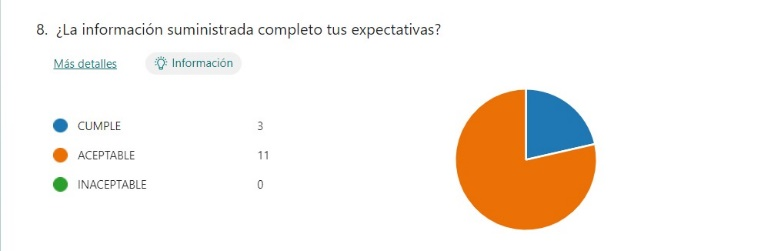 8. ¿La información suministrada completo tus expectativas?
Más detalles
Información
CUMPLE 3
ACEPTABLE 11
INACEPTABLE 0